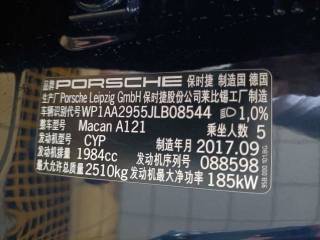 品牌 PORSCHE 保时捷 制造国 德国
生产厂 Porsche Leipzig GmbH 保时捷股份公司莱比锡工厂制造
车辆识别代号 WP1AA2955JLB08544 1,0%
整车型号 Macan A121 乘坐人数 5
发动机型号 CYP 制造年月 2017.09
发动机排量 1984cc 发动机序列号 088598
最大允许总质量 2510kg 发动机最大净功率 185kW